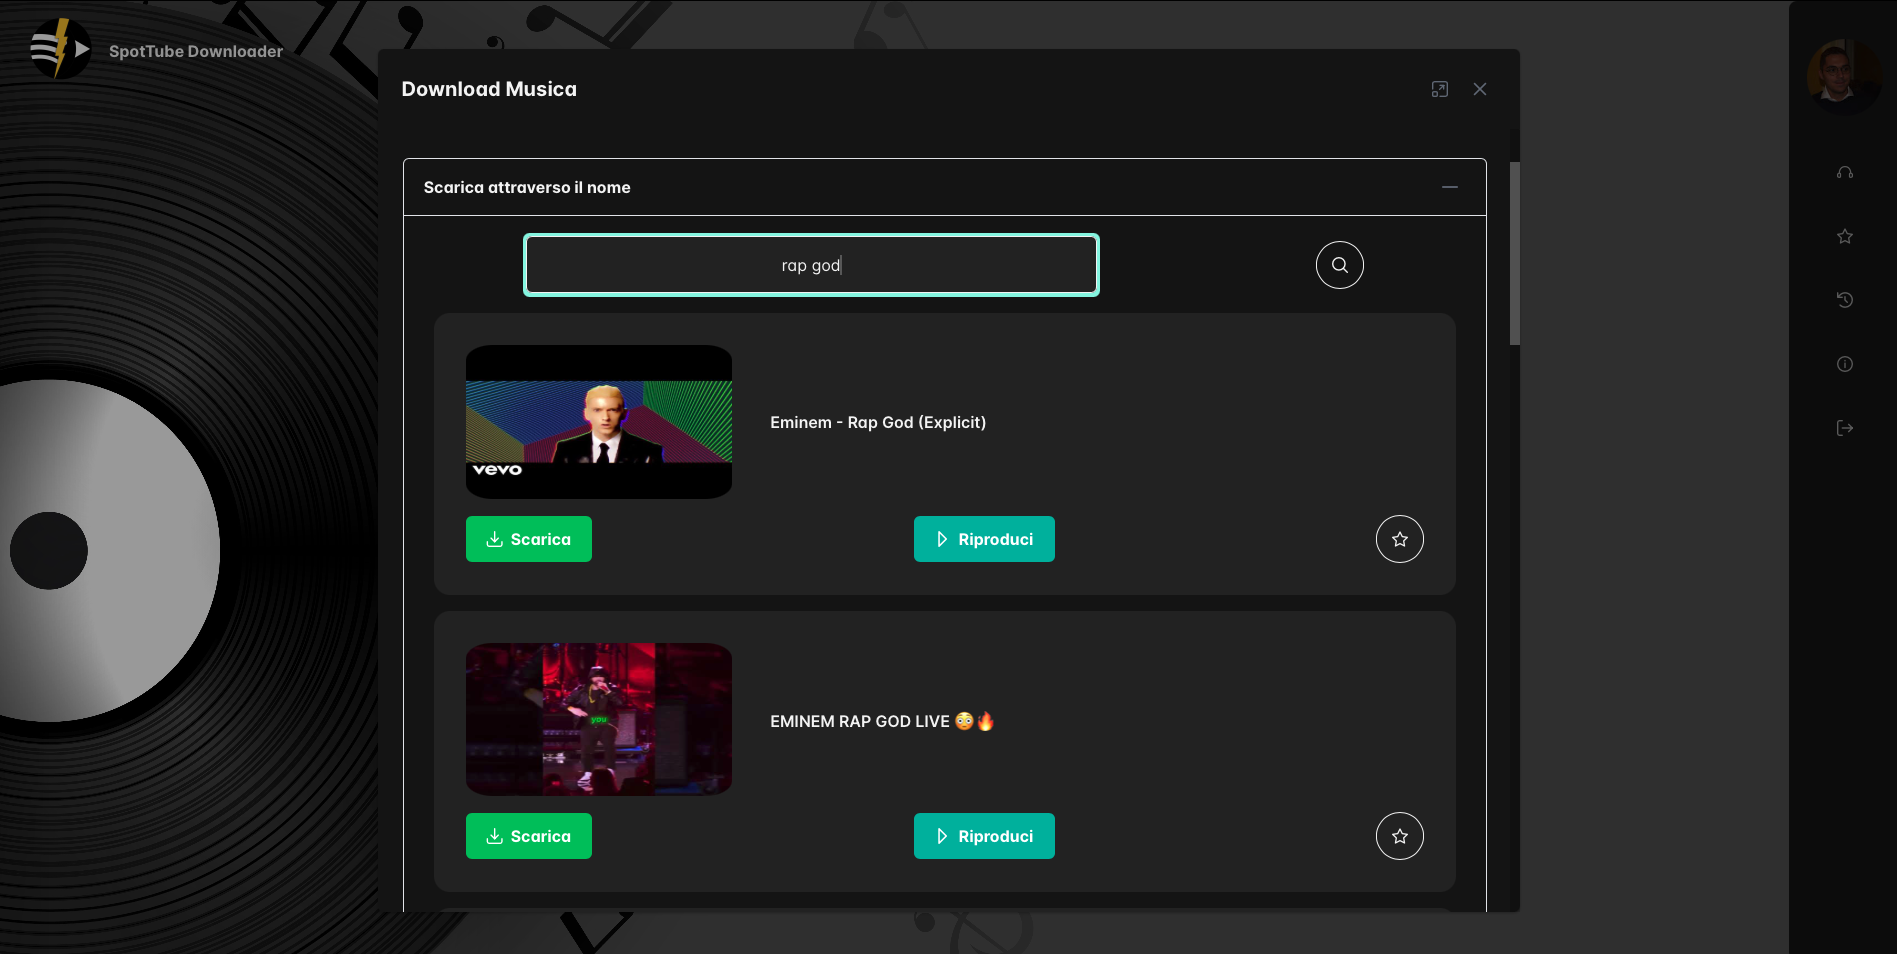 SpotTube Downloader
Download Musica
Scarica attraverso il nome
rap god
Eminem - Rap God (Explicit)
vevo
Scarica
Riproduci
you
EMINEM RAP GOD LIVE 😳🔥
Scarica
Riproduci